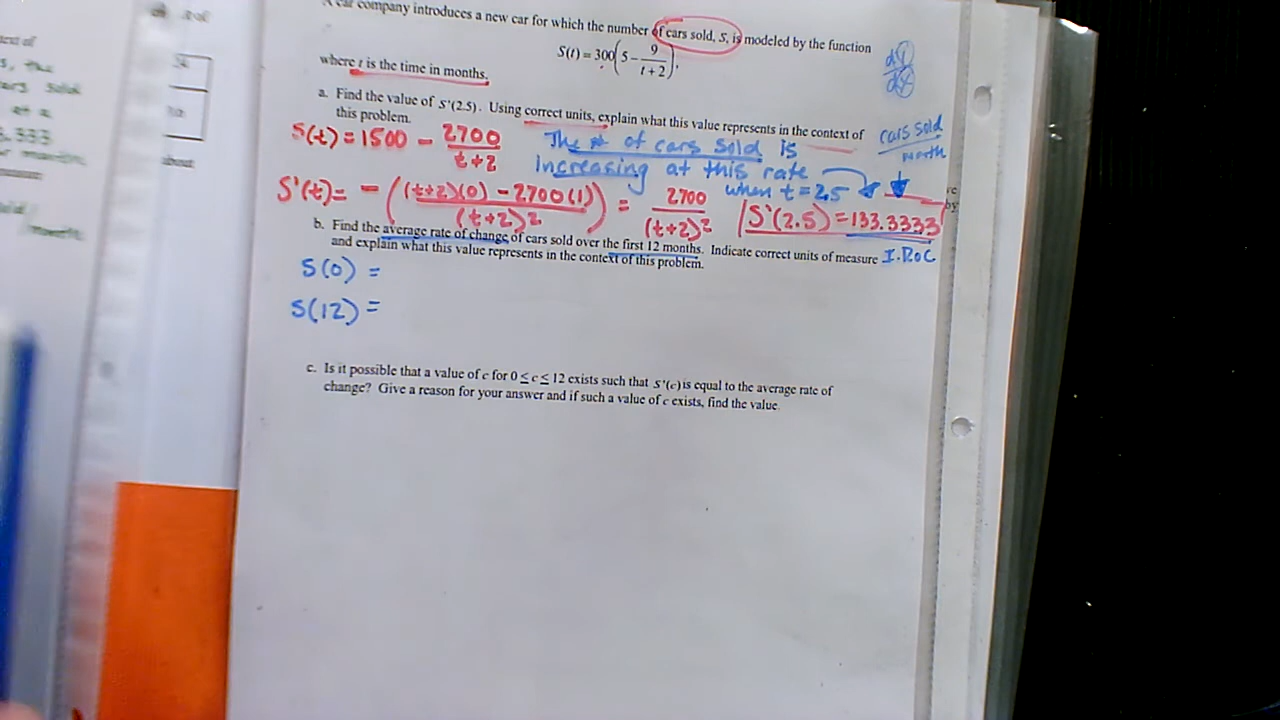 car company introduces a new car for which the number of cars sold, S, is modeled by the function
S(t) = 300(5 - 9/(t + 2)),
where t is the time in months.
a. Find the value of S'(2.5). Using correct units, explain what this value represents in the context of
this problem.
cars sold
month
S(t) = 1500 - 2700/(t+2)
The # of cars sold is
Increasing at this rate
when t = 2.5
S'(t) = - (((t+2)(0) - 2700(1))/(t+2)2) = 2700/(t+2)2
S'(2.5) = 133.3333
b. Find the average rate of change of cars sold over the first 12 months. Indicate correct units of measure
I.RoC
and explain what this value represents in the context of this problem.
S(0) =
S(12) =
c. Is it possible that a value of c for 0 ≤ c ≤ 12 exists such that S'(c) is equal to the average rate of
change? Give a reason for your answer and if such a value of c exists, find the value.